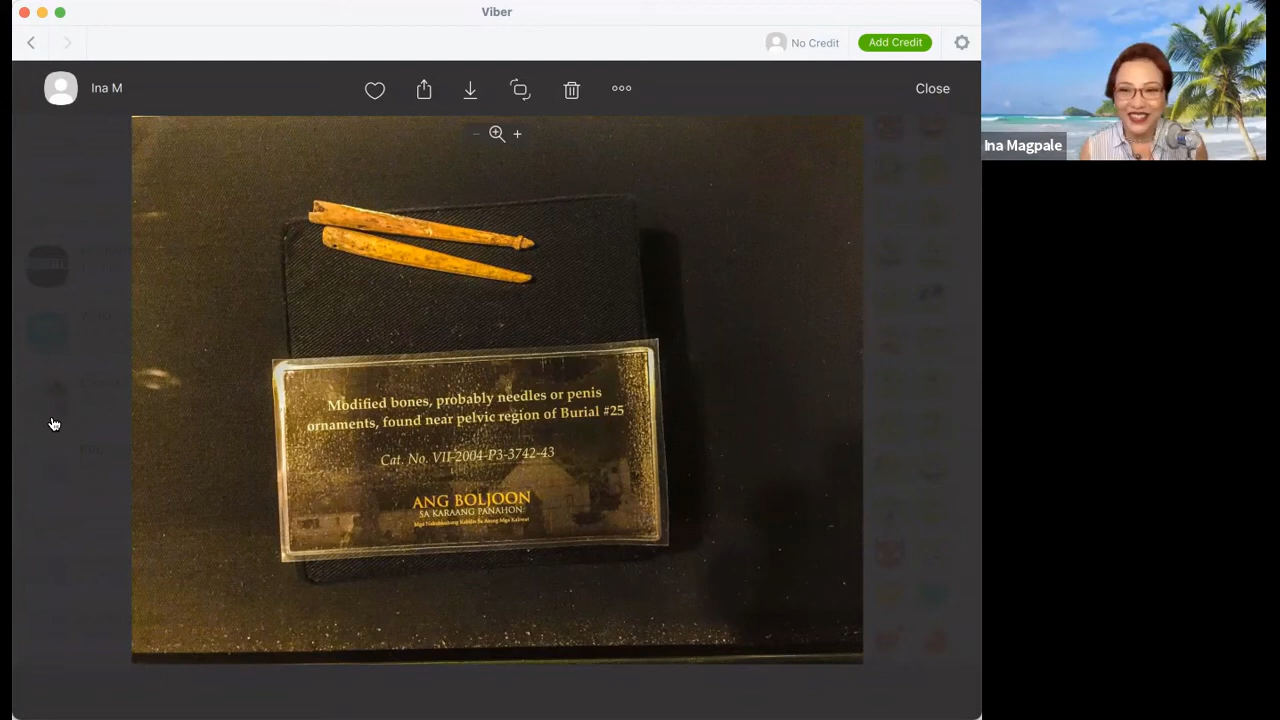 Viber
No Credit
Add Credit
Ina M
Close
Ina Magpale
Modified bones, probably needles or penis
ornaments, found near pelvic region of Burial #25
Cat. No. VII-2004-P3-3742-43
ANG BOLJOON
SA KARAANG PANAHON